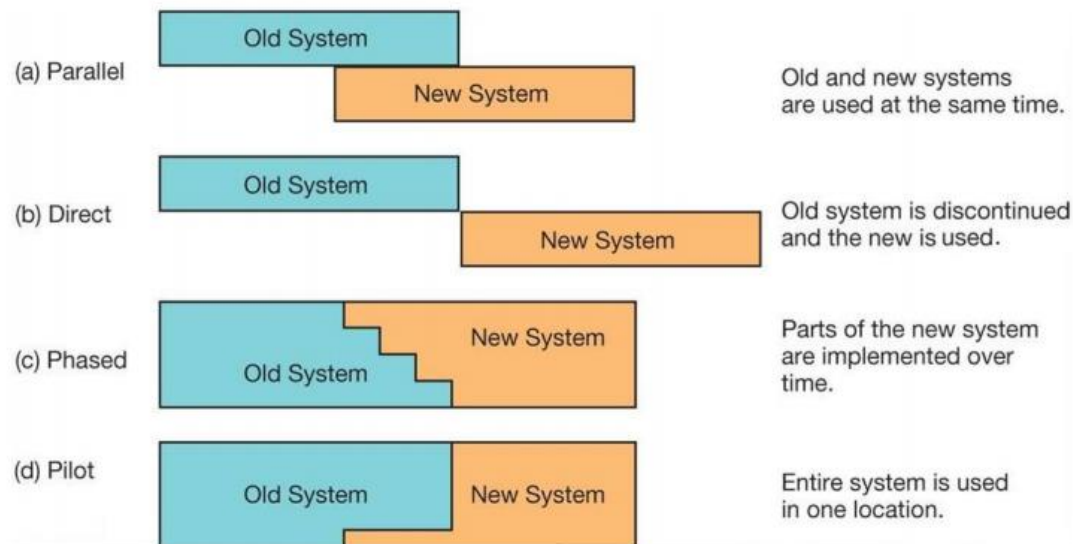 (a) Parallel
Old System
New System
Old and new systems
are used at the same time.
(b) Direct
Old System
New System
Old system is discontinued
and the new is used.
(c) Phased
Old System
New System
Parts of the new system
are implemented over
time.
(d) Pilot
Old System
New System
Entire system is used
in one location.